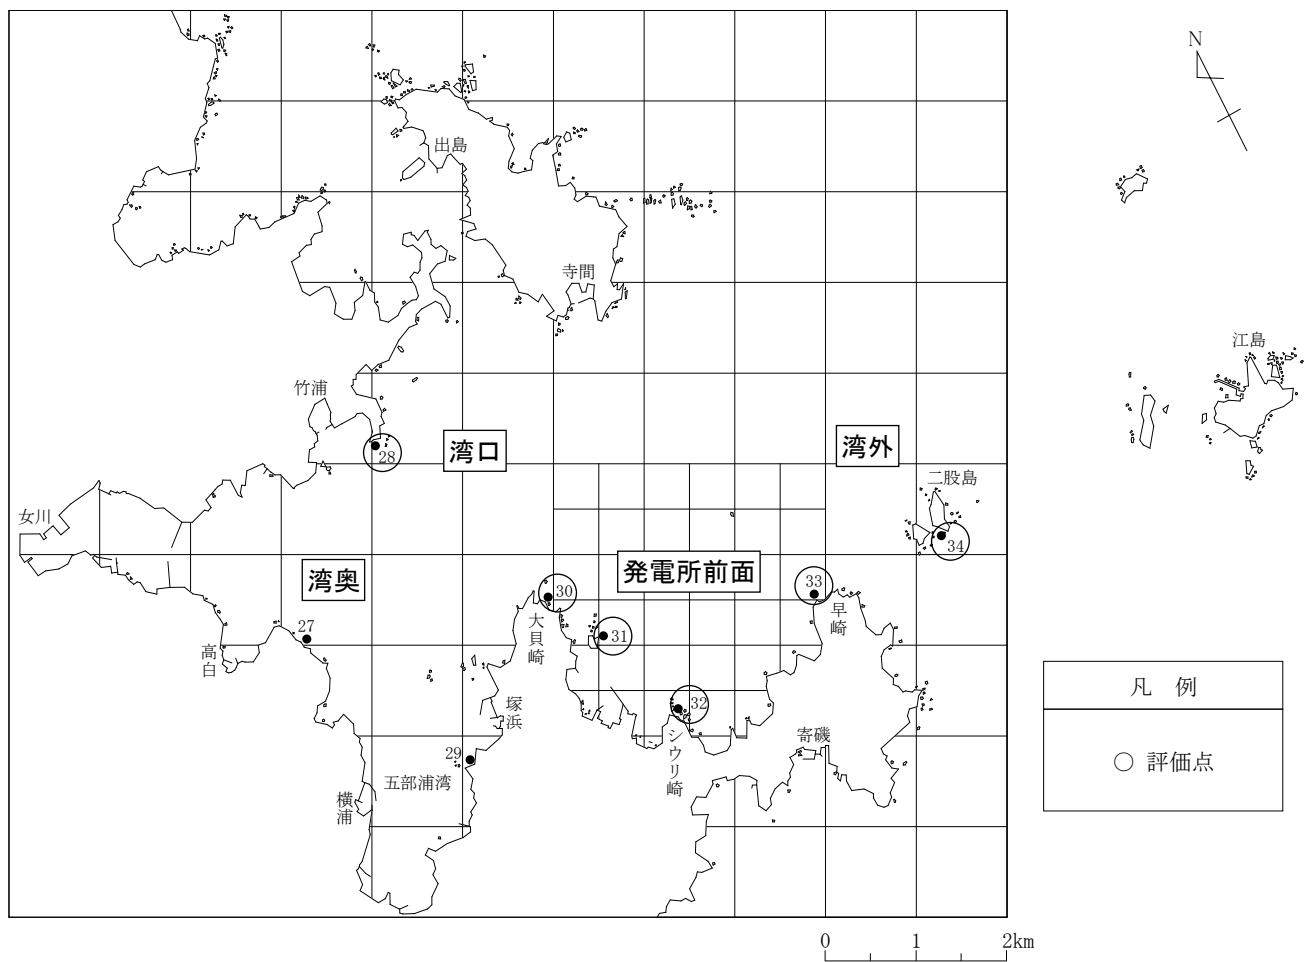 N
出島
寺間
江島
竹浦
湾口
湾外
28
二股島
女川
34
湾奥
発電所前面
33
30
27
大貝崎
31
早崎
高白
塚浜
32
シウリ崎
寄磯
凡 例
29
五部浦湾
横浦
○ 評価点
0 1 2km